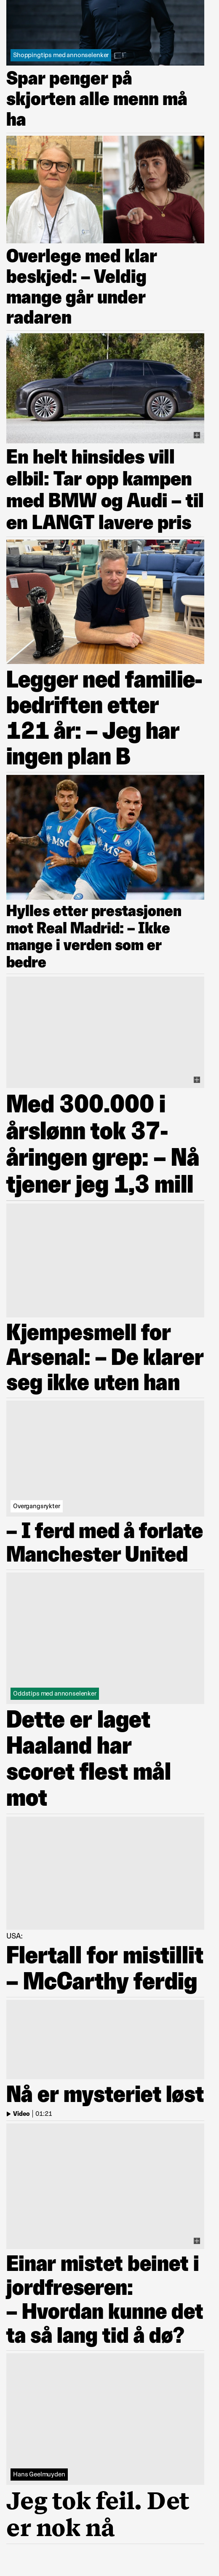 Shoppingtips med annonselenker
Spar penger på
skjorten alle menn må
ha
Overlege med klar
beskjed: – Veldig
mange går under
radaren
En helt hinsides vill
elbil: Tar opp kampen
med BMW og Audi – til
en LANGT lavere pris
Legger ned familie-
bedriften etter
121 år: – Jeg har
ingen plan B
MSC
Hylles etter prestasjonen
mot Real Madrid: – Ikke
mange i verden som er
bedre
Med 300.000 i
årslønn tok 37-
åringen grep: – Nå
tjener jeg 1,3 mill
Kjempesmell for
Arsenal: – De klarer
seg ikke uten han
Overgangsrykter
– I ferd med å forlate
Manchester United
Oddstips med annonselenker
Dette er laget
Haaland har
scoret flest mål
mot
USA:
Flertall for mistillit
– McCarthy ferdig
Nå er mysteriet løst
Video | 01:21
Einar mistet beinet i
jordfreseren:
– Hvordan kunne det
ta så lang tid å dø?
Hans Geelmuyden
Jeg tok feil. Det
er nok nå